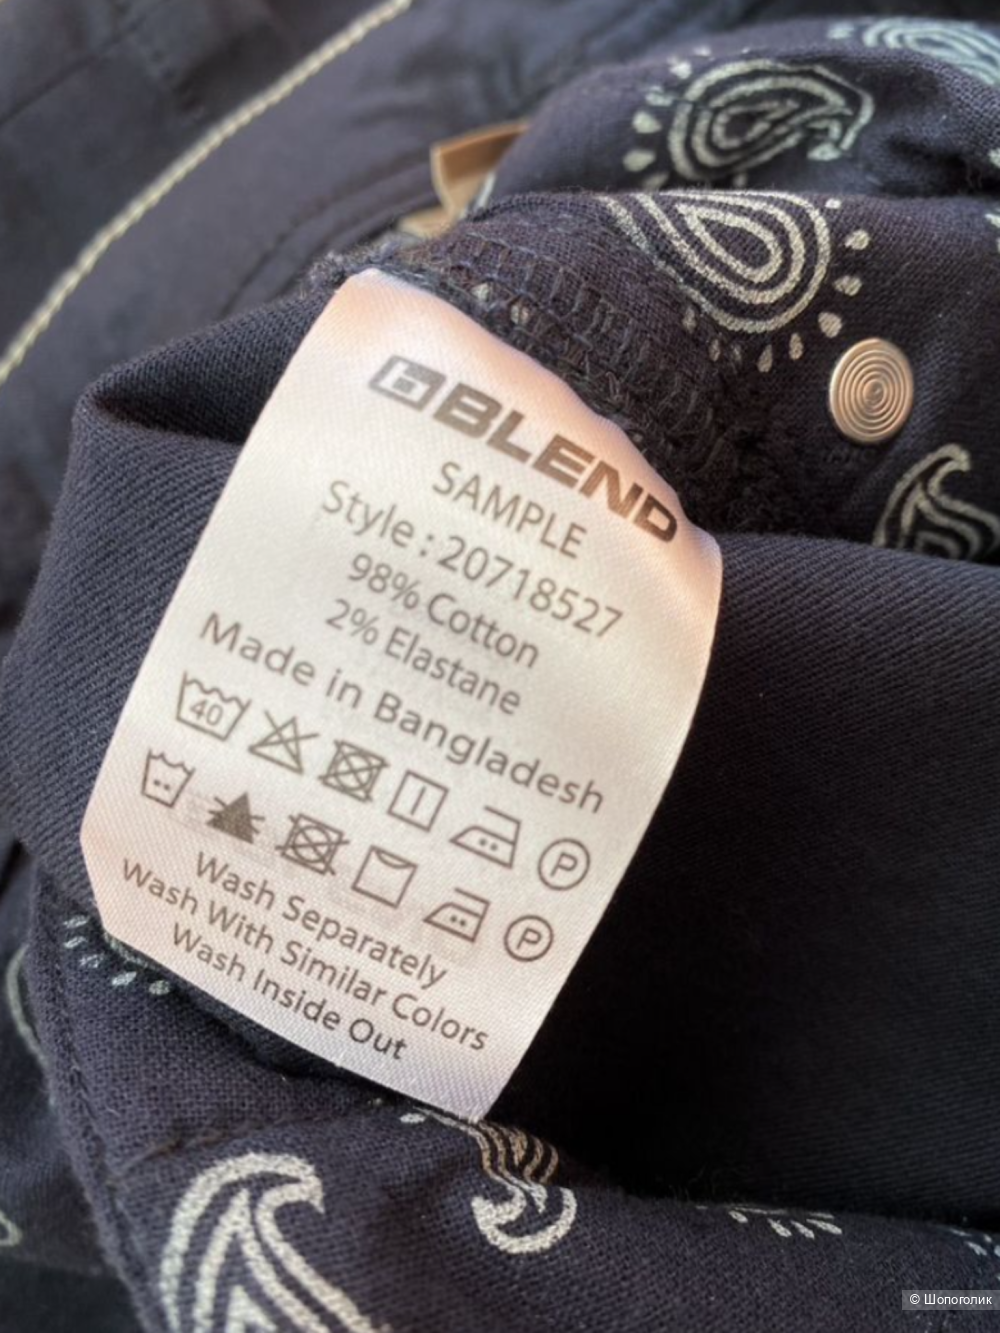 BLEND
SAMPLE
Style : 20718527
98% Cotton
2% Elastane
Made in Bangladesh
40
P
P
Wash Separately
Wash With Similar Colors
Wash Inside Out
© Шопоголик